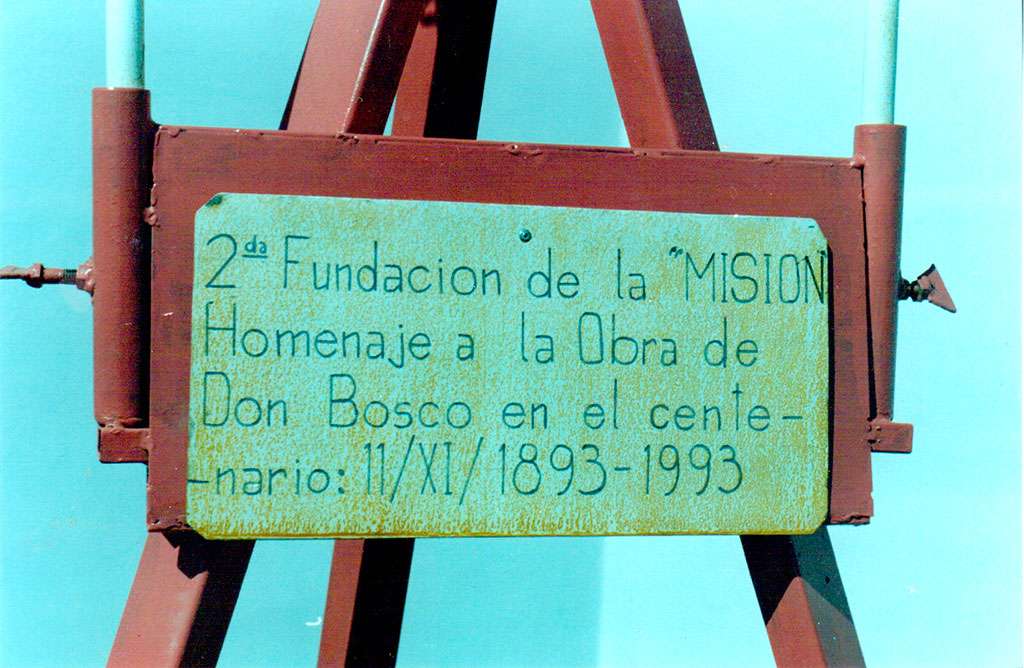 2da Fundacion de la "MISION
Homenaje a la Obra de
Don Bosco en el cente-
-nario: 11/XI/1893-1993